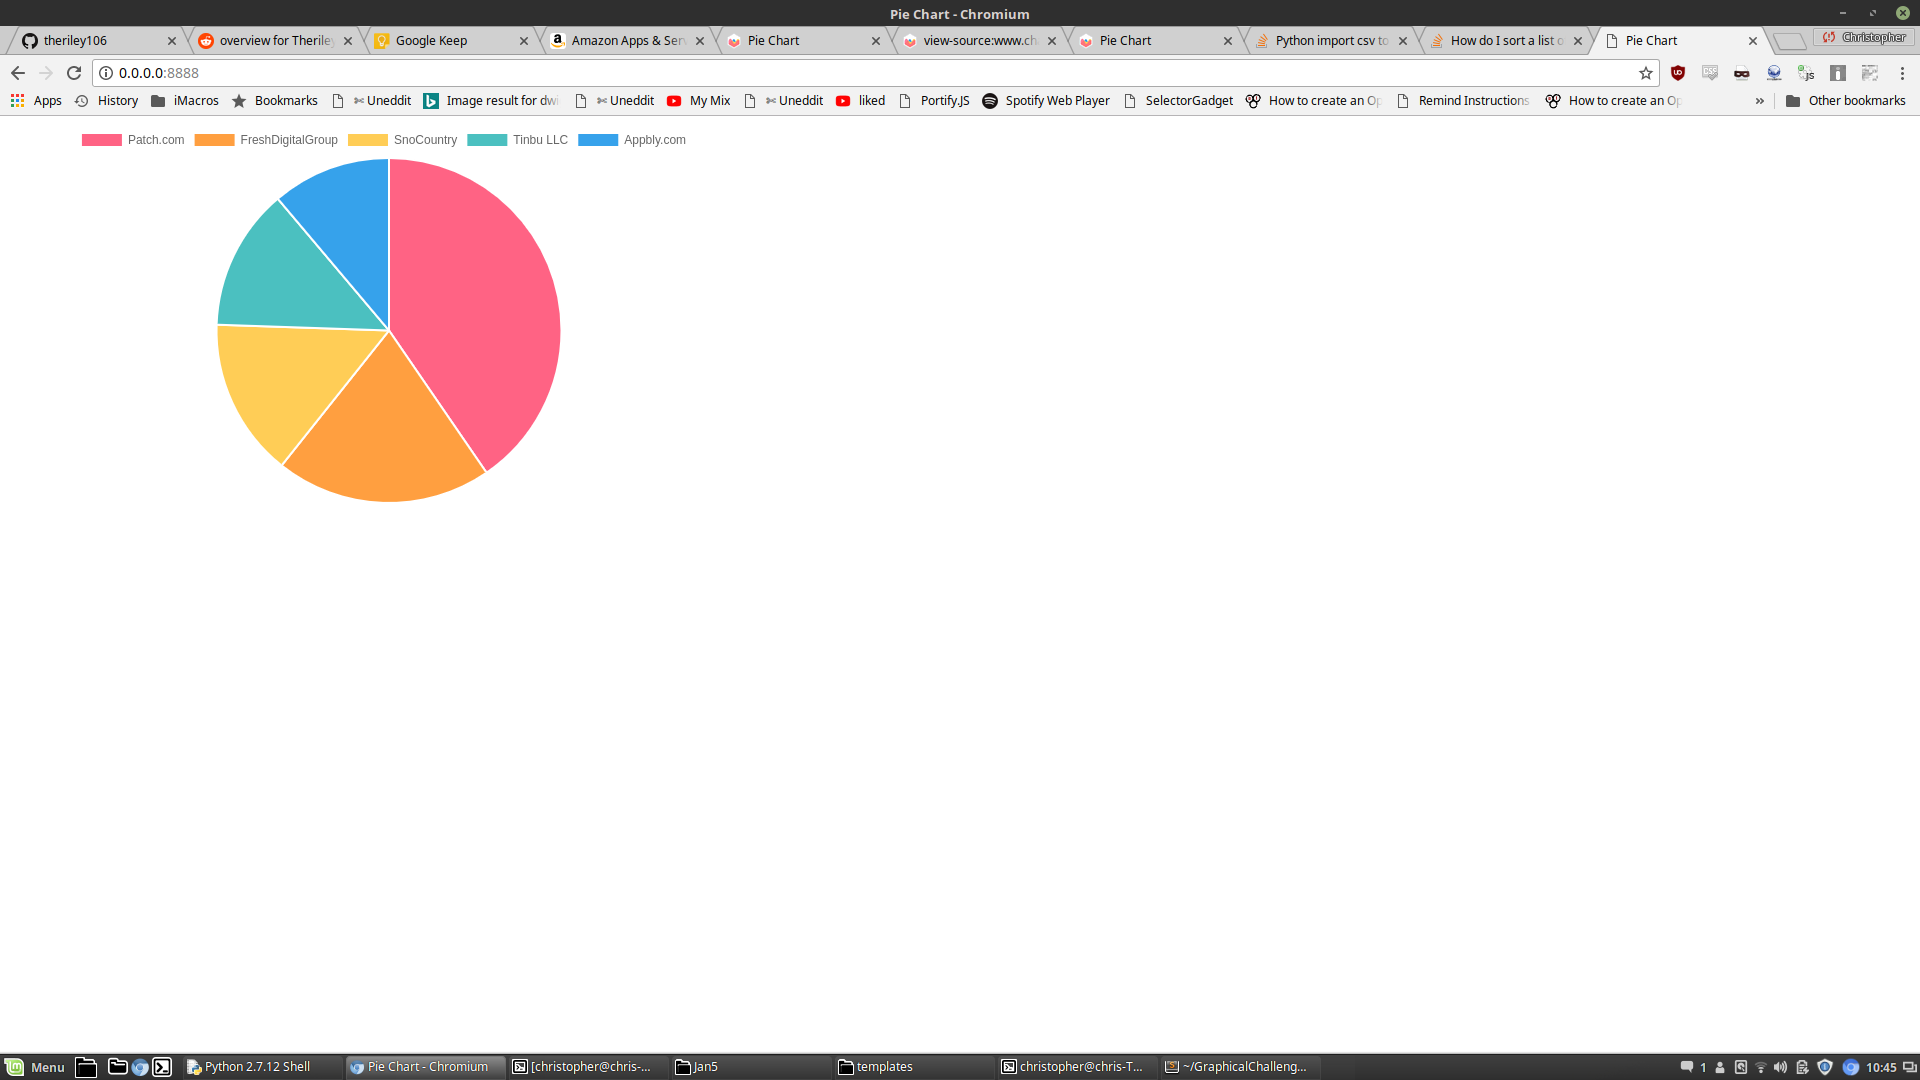 Pie Chart - Chromium
theriley106 overview for Therile Google Keep Amazon Apps & Ser Pie Chart view-source:www.ch Pie Chart Python import csv to How do I sort a list o Pie Chart Christopher
0.0.0.0:8888
Apps History iMacros Bookmarks Uneddit Image result for dwi Uneddit My Mix Uneddit liked Portify.JS Spotify Web Player SelectorGadget How to create an Op Remind Instructions How to create an Op » Other bookmarks
Patch.com FreshDigitalGroup SnoCountry Tinbu LLC Appbly.com
Menu Python 2.7.12 Shell Pie Chart - Chromium [christopher@chris-... Jan5 templates christopher@chris-T... ~/GraphicalChalleng... 1 10:45